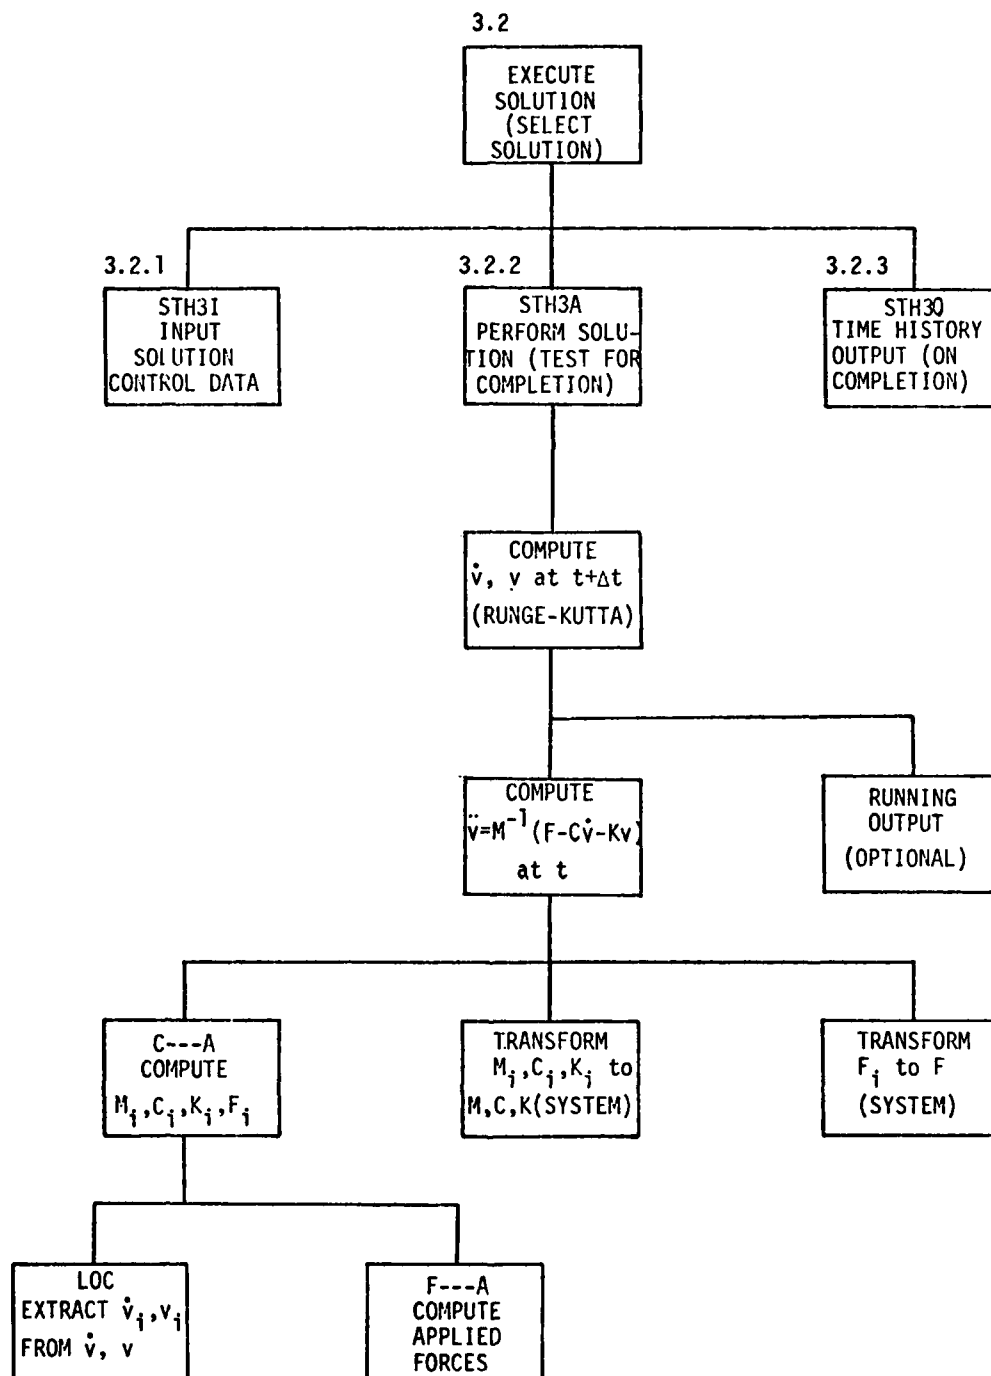 3.2
EXECUTE
SOLUTION
(SELECT
SOLUTION)
3.2.1
STH3I
INPUT
SOLUTION
CONTROL DATA
3.2.2
STH3A
PERFORM SOLU-
TION (TEST FOR
COMPLETION)
3.2.3
STH3O
TIME HISTORY
OUTPUT (ON
COMPLETION)
COMPUTE
v̇, v at t+Δt
(RUNGE-KUTTA)
COMPUTE
v̈=M⁻¹(F-Cv̇-Kv)
at t
RUNNING
OUTPUT
(OPTIONAL)
C---A
COMPUTE
Mᵢ,Cᵢ,Kᵢ,Fᵢ
TRANSFORM
Mᵢ,Cᵢ,Kᵢ to
M,C,K(SYSTEM)
TRANSFORM
Fᵢ to F
(SYSTEM)
LOC
EXTRACT v̇ᵢ,vᵢ
FROM v̇, v
F---A
COMPUTE
APPLIED
FORCES